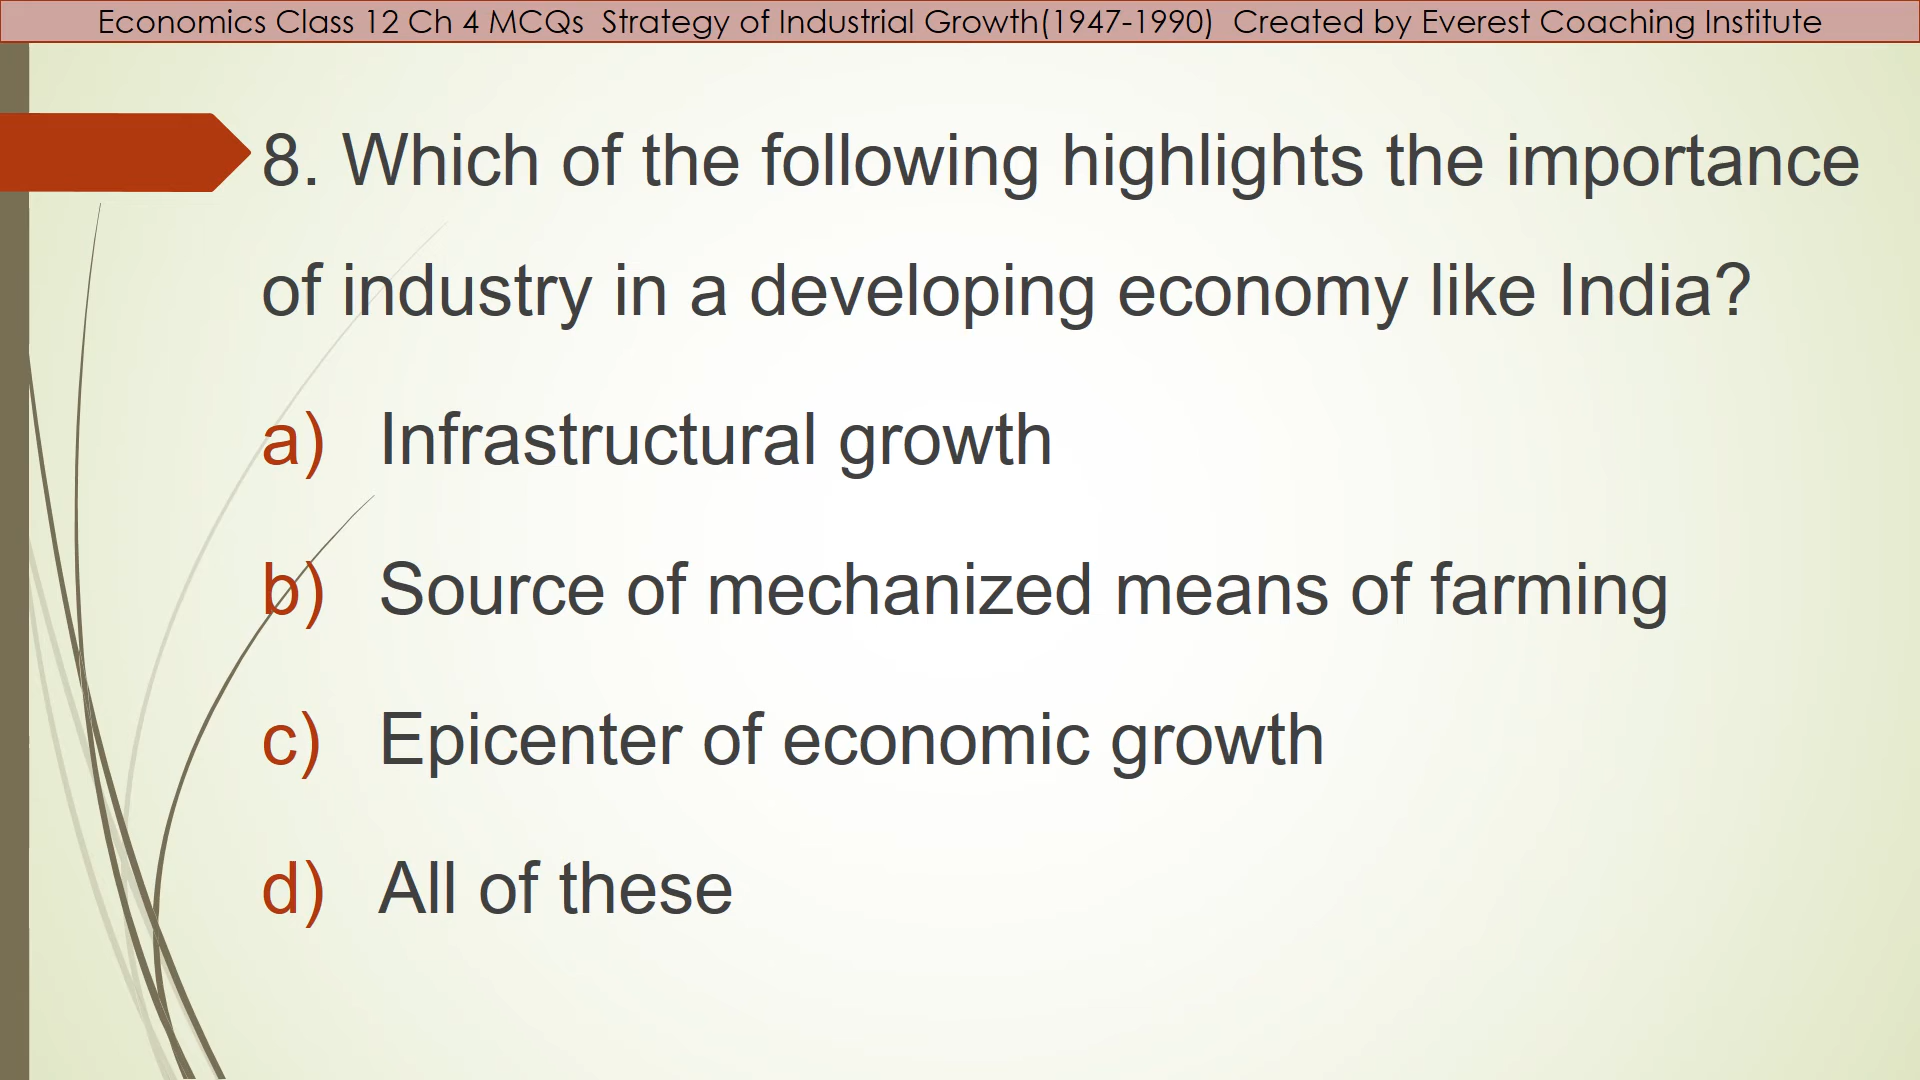 Economics Class 12 Ch 4 MCQs  Strategy of Industrial Growth(1947-1990)  Created by Everest Coaching Institute
8. Which of the following highlights the importance
of industry in a developing economy like India?
a) Infrastructural growth
b) Source of mechanized means of farming
c) Epicenter of economic growth
d) All of these